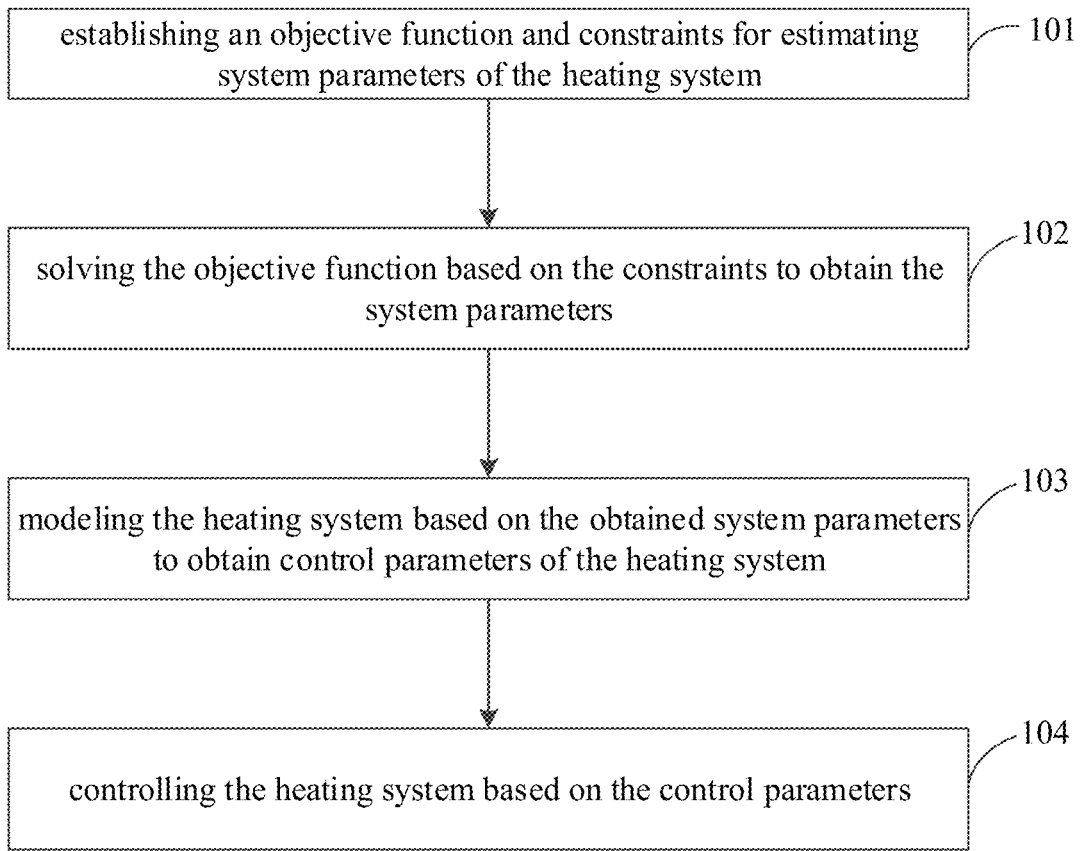 establishing an objective function and constraints for estimating
system parameters of the heating system
101
solving the objective function based on the constraints to obtain the
system parameters
102
modeling the heating system based on the obtained system parameters
to obtain control parameters of the heating system
103
controlling the heating system based on the control parameters
104